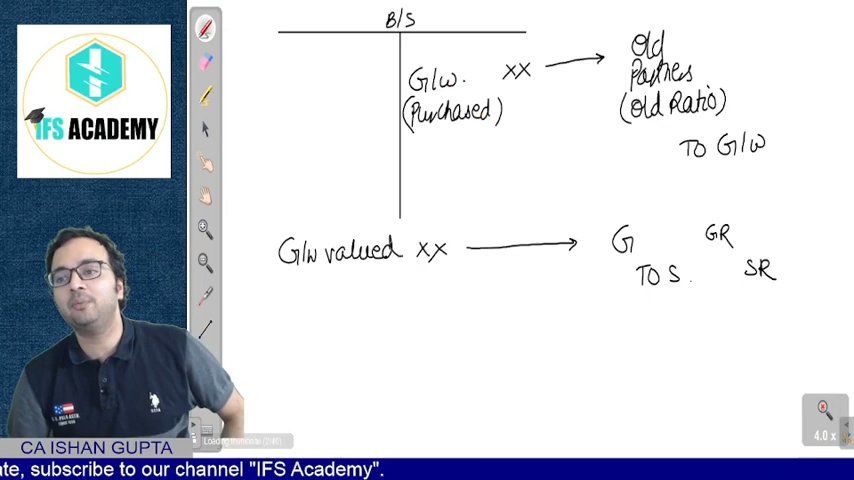 B/S
G/w. xx
(Purchased)
Old
Partners
(Old Ratio)
TO G/w
G/w valued xx
G GR
TO S. SR
IFS ACADEMY
4.0 x
CA ISHAN GUPTA
ate, subscribe to our channel "IFS Academy".